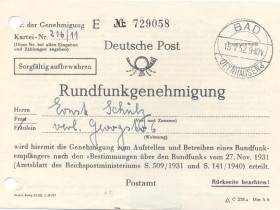 Nr. der Genehmigung E № 729058
Kartei-Nr. 216/11
(Diese Nr. bei allen Eingaben und Zahlungen angeben)
Deutsche Post
Sorgfältig aufbewahren
BAD
OEYNHAUSEN
Rundfunkgenehmigung
Herrn
Frau
Fräulein
Ernst Schulz
(Vor- und Zuname)
verl. Georgstr 6
(Wohnung)
wird hiermit die Genehmigung zum Aufstellen und Betreiben eines Rundfunk-
empfängers nach den »Bestimmungen über den Rundfunk« vom 27. Nov. 1931
(Amtsblatt des Reichspostministeriums S. 509/1931 und S. 141/1940) erteilt.
Postamt
Rückseite beachten!